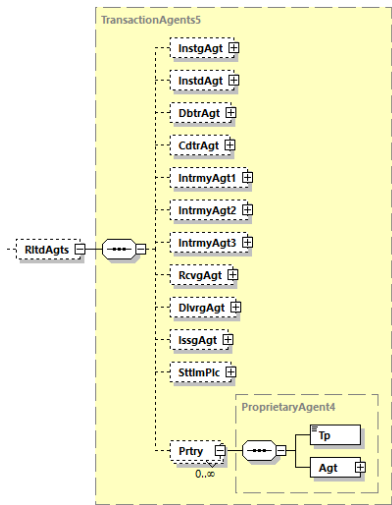 TransactionAgents5
InstgAgt
InstdAgt
DbtrAgt
CdtrAgt
IntrmyAgt1
IntrmyAgt2
IntrmyAgt3
RltdAgts
RcvgAgt
DlvrgAgt
IssgAgt
SttlmPlc
ProprietaryAgent4
Tp
Prtry
Agt
0..∞